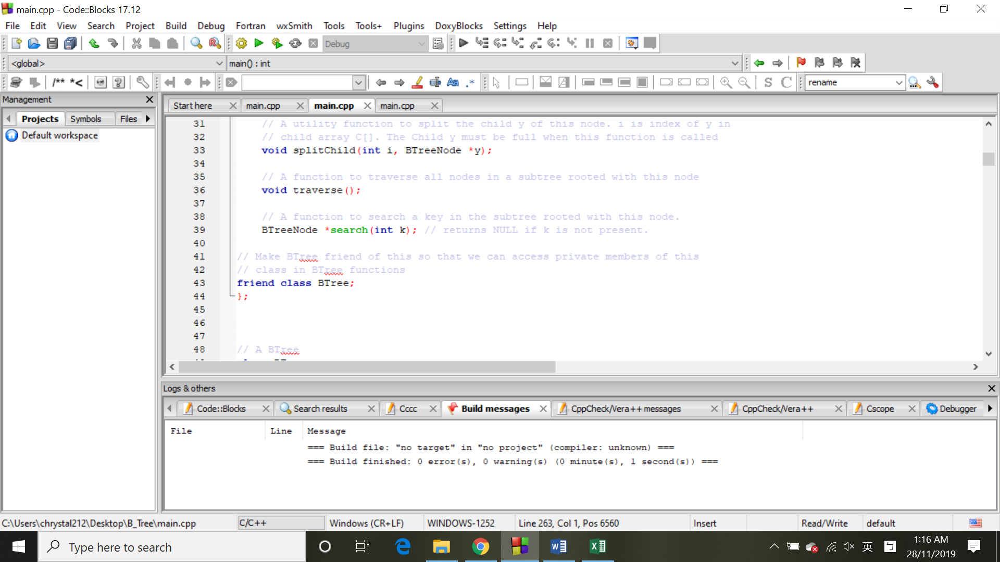 main.cpp - Code::Blocks 17.12
File Edit View Search Project Build Debug Fortran wxSmith Tools Tools+ Plugins DoxyBlocks Settings Help
Debug
<global> main() : int
/** *< rename
Management
Projects Symbols Files
Default workspace
Start here main.cpp main.cpp main.cpp
31 // A utility function to split the child y of this node. i is index of y in
32 // child array C[]. The Child y must be full when this function is called
33 void splitChild(int i, BTreeNode *y);
34
35 // A function to traverse all nodes in a subtree rooted with this node
36 void traverse();
37
38 // A function to search a key in the subtree rooted with this node.
39 BTreeNode *search(int k); // returns NULL if k is not present.
40
41 // Make BTree friend of this so that we can access private members of this
42 // class in BTree functions
43 friend class BTree;
44 };
45
46
47
48 // A BTree
Logs & others
Code::Blocks Search results Cccc Build messages CppCheck/Vera++ messages CppCheck/Vera++ Cscope Debugger
File Line Message
=== Build file: "no target" in "no project" (compiler: unknown) ===
=== Build finished: 0 error(s), 0 warning(s) (0 minute(s), 1 second(s)) ===
C:\Users\chrystal212\Desktop\B_Tree\main.cpp C/C++ Windows (CR+LF) WINDOWS-1252 Line 263, Col 1, Pos 6560 Insert Read/Write default
Type here to search
英 ㄅ
1:16 AM
28/11/2019